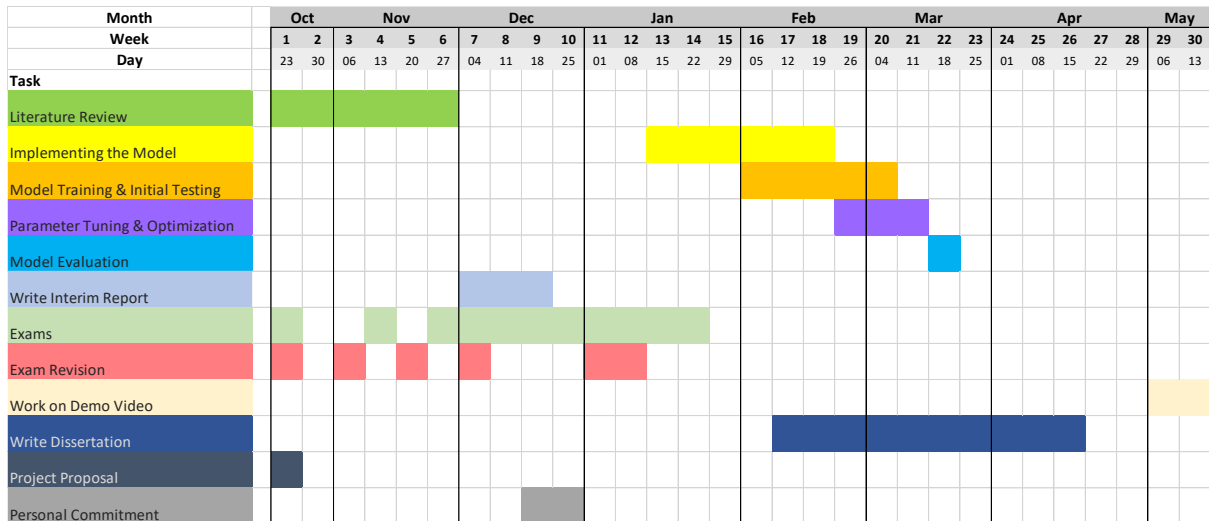 Month Oct Nov Dec Jan Feb Mar Apr May
Week 1 2 3 4 5 6 7 8 9 10 11 12 13 14 15 16 17 18 19 20 21 22 23 24 25 26 27 28 29 30
Day 23 30 06 13 20 27 04 11 18 25 01 08 15 22 29 05 12 19 26 04 11 18 25 01 08 15 22 29 06 13
Task
Literature Review
Implementing the Model
Model Training & Initial Testing
Parameter Tuning & Optimization
Model Evaluation
Write Interim Report
Exams
Exam Revision
Work on Demo Video
Write Dissertation
Project Proposal
Personal Commitment